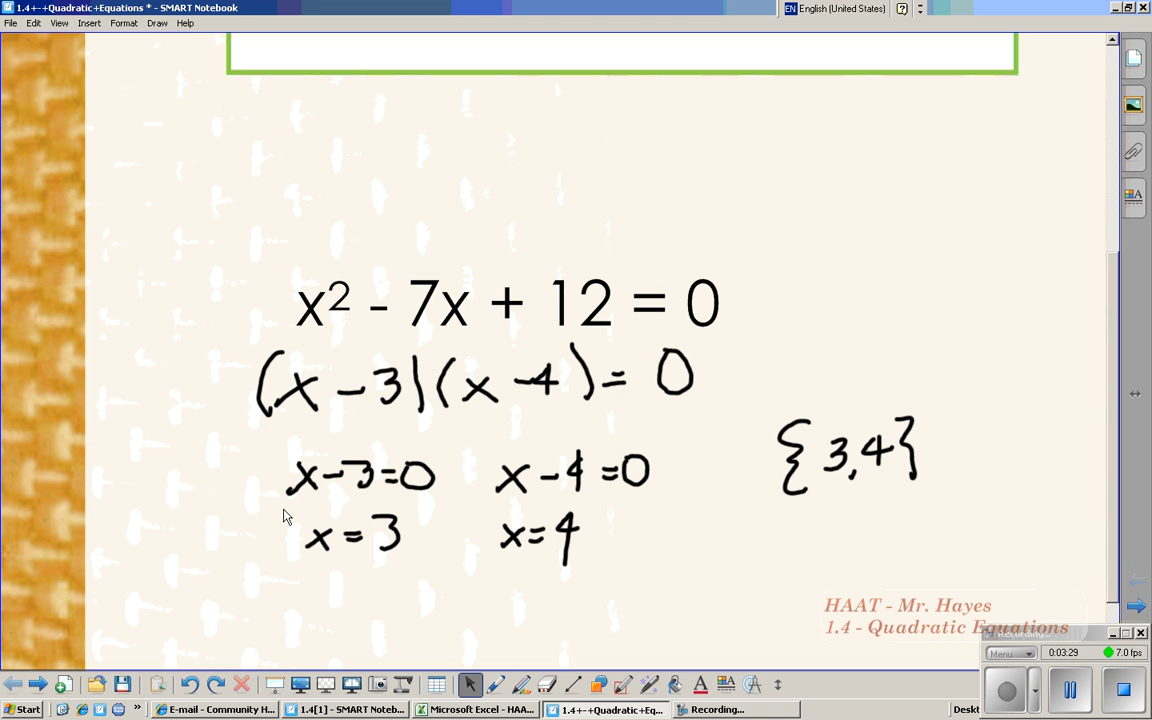 1.4+-+Quadratic+Equations * - SMART Notebook
EN English (United States)
File Edit View Insert Format Draw Help
x² - 7x + 12 = 0
(x - 3)(x - 4) = 0
x - 3 = 0 x - 4 = 0
{3,4}
x = 3 x = 4
HAAT - Mr. Hayes
1.4 - Quadratic Equations
Recording...
Menu 0:03:29 7.0 fps
Start E-mail - Community H... 1.4[1] - SMART Noteb... Microsoft Excel - HAA... 1.4+-+Quadratic+Eq... Recording... Deskt